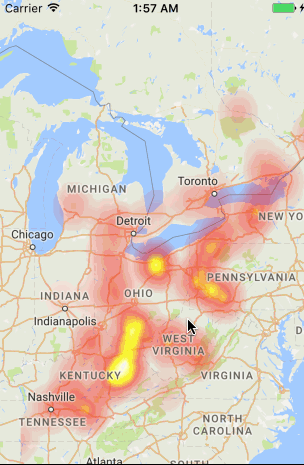 Carrier 1:57 AM
MICHIGAN
Toronto
Detroit
NEW YO
Chicago
PENNSYLVANIA
INDIANA
OHIO
Indianapolis
WEST
VIRGINIA
KENTUCKY
VIRGINIA
Nashville
TENNESSEE
NORTH
CAROLINA
Atlanta
SOUTH